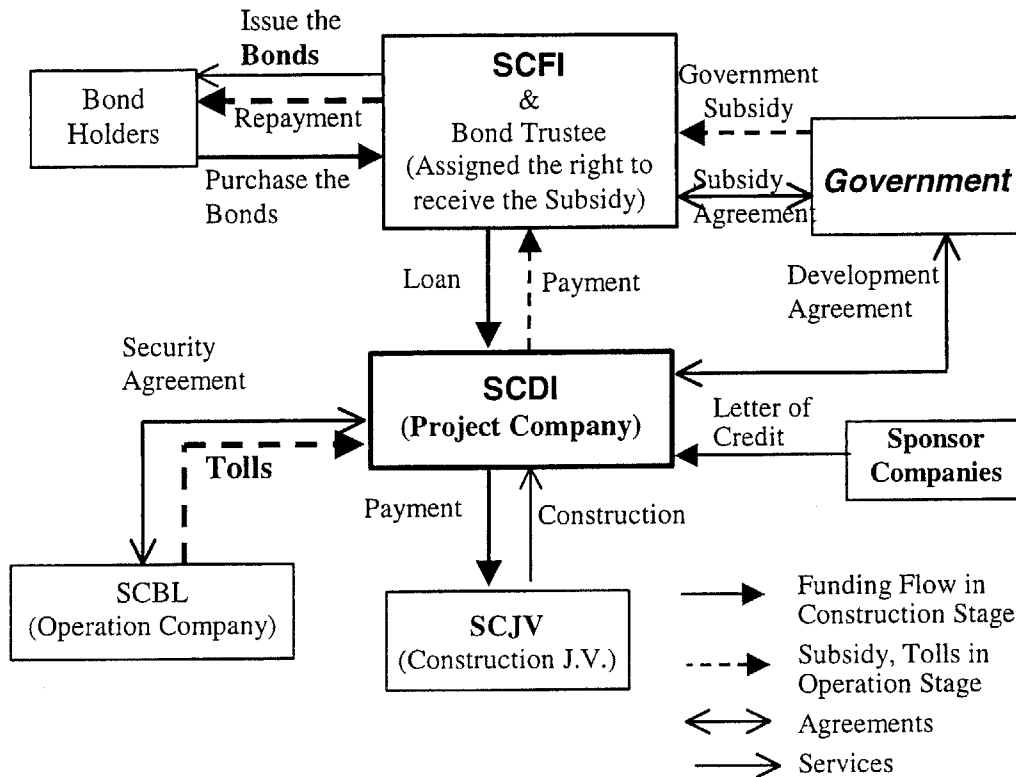 Issue the
Bonds
Bond
Holders
Repayment
Purchase the
Bonds
SCFI
&
Bond Trustee
(Assigned the right to
receive the Subsidy)
Government
Subsidy
Subsidy
Agreement
Government
Loan
Payment
Development
Agreement
Security
Agreement
SCDI
(Project Company)
Letter of
Credit
Sponsor
Companies
Tolls
Payment
Construction
SCBL
(Operation Company)
SCJV
(Construction J.V.)
Funding Flow in
Construction Stage
Subsidy, Tolls in
Operation Stage
Agreements
Services